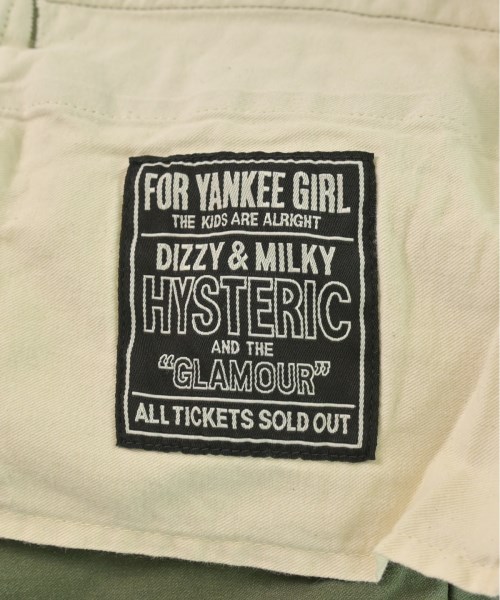 FOR YANKEE GIRL
THE KIDS ARE ALRIGHT
DIZZY & MILKY
HYSTERIC
AND THE
"GLAMOUR"
ALL TICKETS SOLD OUT